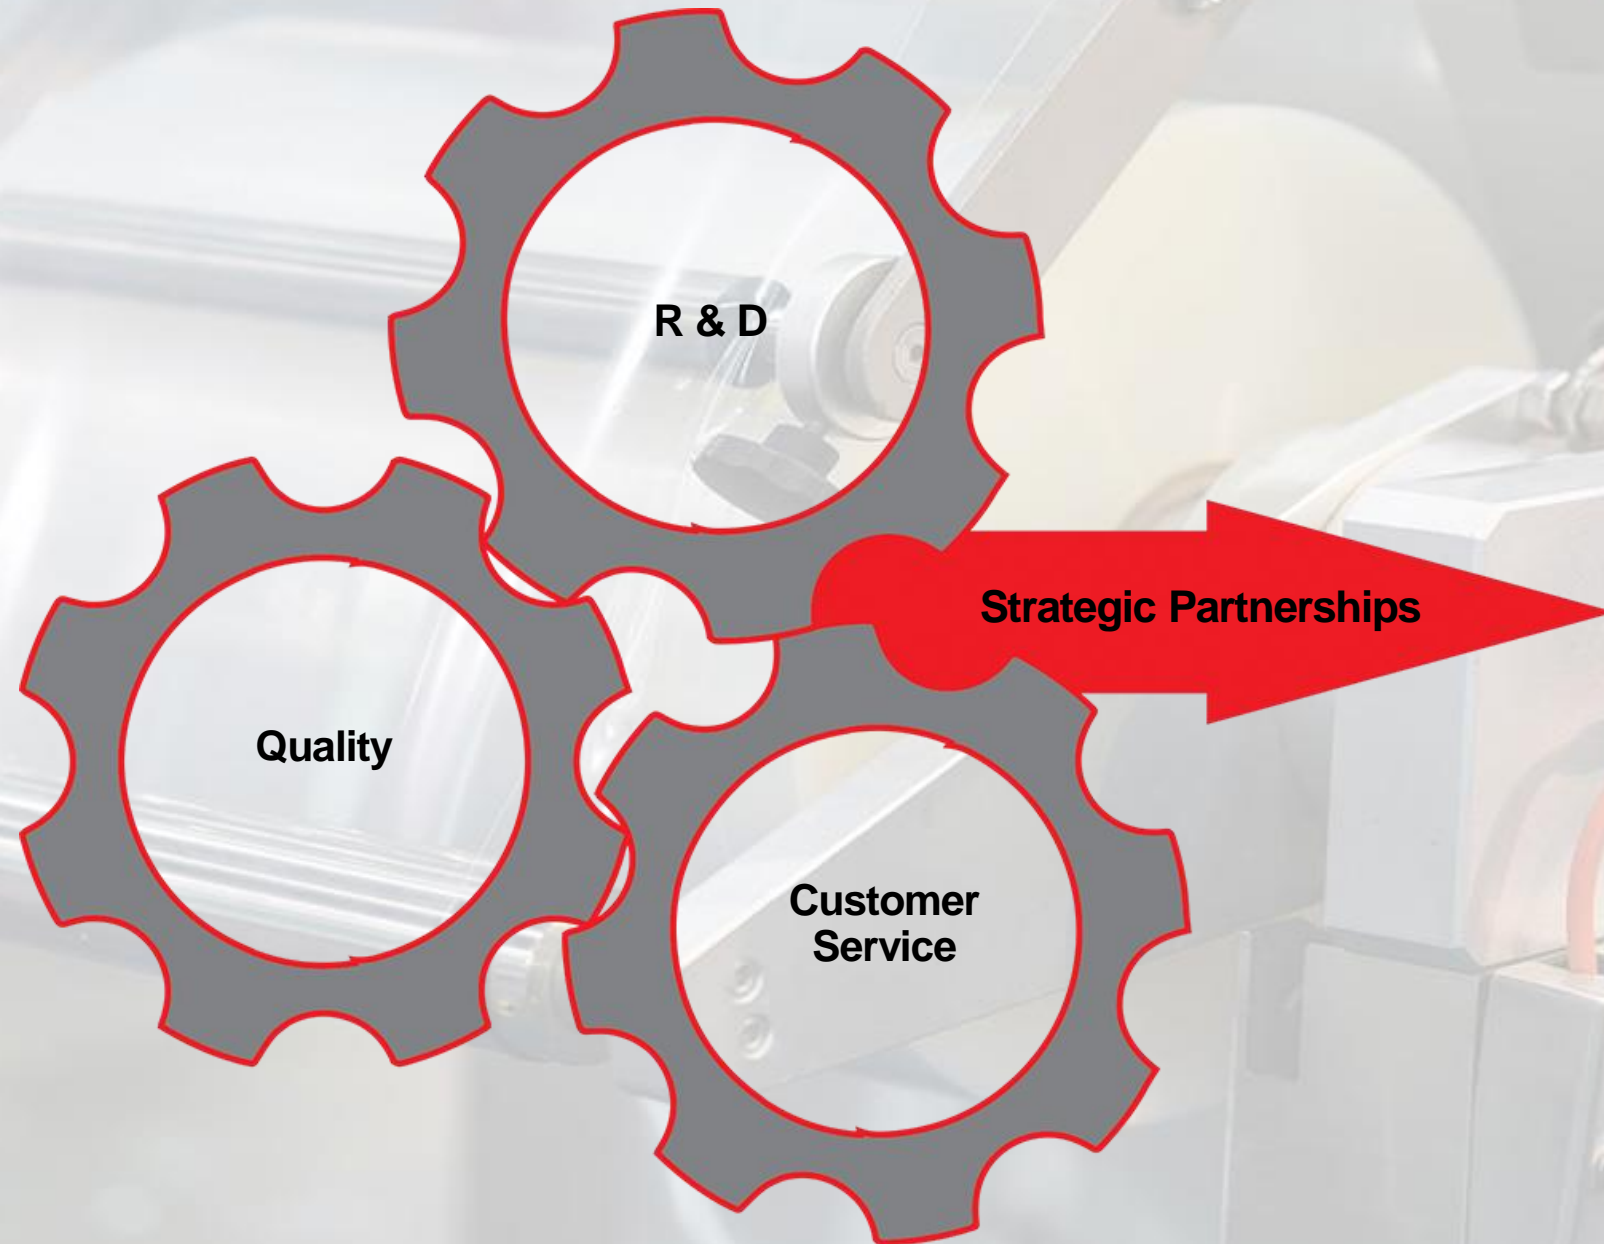 R & D
Strategic Partnerships
Quality
Customer
Service